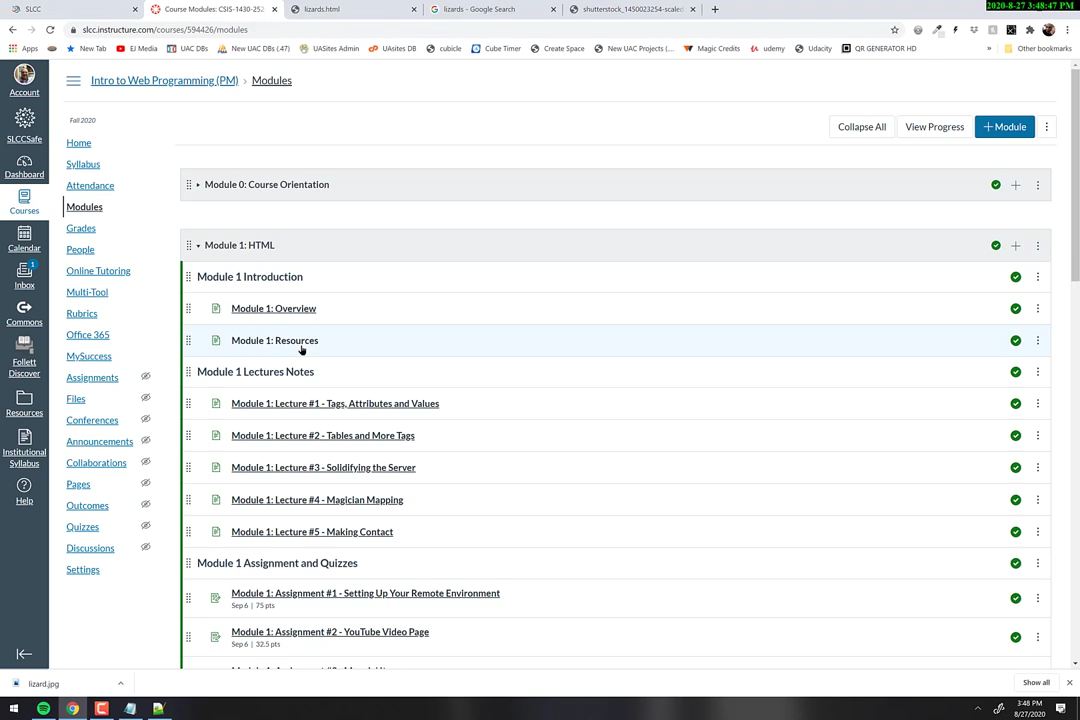 2020-8-27 3:48:47 PM
SLCC
Course Modules: CSIS-1430-252
lizards.html
lizards - Google Search
shutterstock_1450023254-scaled
slcc.instructure.com/courses/594426/modules
Apps
New Tab
EJ Media
UAC DBs
New UAC DBs (47)
UASites Admin
UAsites DB
cubicle
Cube Timer
Create Space
New UAC Projects (...
Magic Credits
udemy
Udacity
QR GENERATOR HD
»
Other bookmarks
Account
SLCCSafe
Dashboard
Courses
Calendar
1
Inbox
Commons
Follett
Discover
Resources
Institutional
Syllabus
Help
Intro to Web Programming (PM) › Modules
Fall 2020
Home
Syllabus
Attendance
Modules
Grades
People
Online Tutoring
Multi-Tool
Rubrics
Office 365
MySuccess
Assignments
Files
Conferences
Announcements
Collaborations
Pages
Outcomes
Quizzes
Discussions
Settings
Collapse All
View Progress
+ Module
Module 0: Course Orientation
Module 1: HTML
Module 1 Introduction
Module 1: Overview
Module 1: Resources
Module 1 Lectures Notes
Module 1: Lecture #1 - Tags, Attributes and Values
Module 1: Lecture #2 - Tables and More Tags
Module 1: Lecture #3 - Solidifying the Server
Module 1: Lecture #4 - Magician Mapping
Module 1: Lecture #5 - Making Contact
Module 1 Assignment and Quizzes
Module 1: Assignment #1 - Setting Up Your Remote Environment
Sep 6 | 75 pts
Module 1: Assignment #2 - YouTube Video Page
Sep 6 | 32.5 pts
lizard.jpg
Show all
3:48 PM
8/27/2020